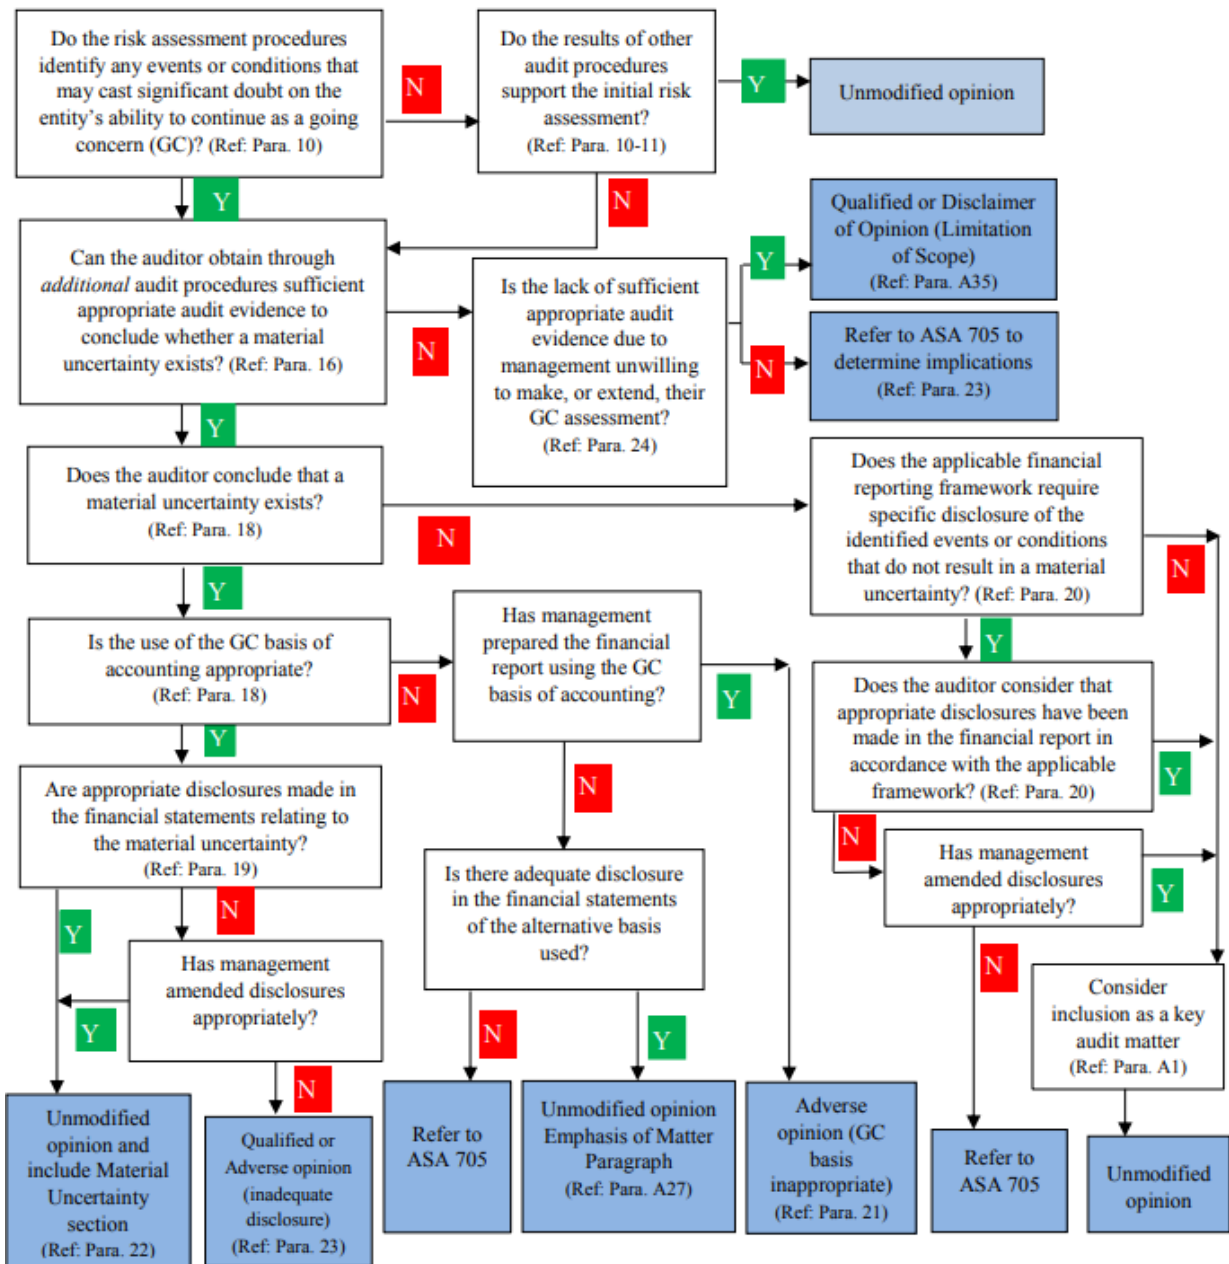 Do the risk assessment procedures
identify any events or conditions that
may cast significant doubt on the
entity's ability to continue as a going
concern (GC)? (Ref: Para. 10)
N
Do the results of other
audit procedures
support the initial risk
assessment?
(Ref: Para. 10-11)
Y
Unmodified opinion
Y
N
Can the auditor obtain through
additional audit procedures sufficient
appropriate audit evidence to
conclude whether a material
uncertainty exists? (Ref: Para. 16)
N
Is the lack of sufficient
appropriate audit
evidence due to
management unwilling
to make, or extend, their
GC assessment?
(Ref: Para. 24)
Y
Qualified or Disclaimer
of Opinion (Limitation
of Scope)
(Ref: Para. A35)
N
Refer to ASA 705 to
determine implications
(Ref: Para. 23)
Y
Does the auditor conclude that a
material uncertainty exists?
(Ref: Para. 18)
N
Does the applicable financial
reporting framework require
specific disclosure of the
identified events or conditions
that do not result in a material
uncertainty? (Ref: Para. 20)
N
Y
Y
Is the use of the GC basis of
accounting appropriate?
(Ref: Para. 18)
N
Has management
prepared the financial
report using the GC
basis of accounting?
Y
Does the auditor consider that
appropriate disclosures have been
made in the financial report in
accordance with the applicable
framework? (Ref: Para. 20)
Y
Y
N
N
Are appropriate disclosures made in
the financial statements relating to
the material uncertainty?
(Ref: Para. 19)
Is there adequate disclosure
in the financial statements
of the alternative basis
used?
Has management
amended disclosures
appropriately?
Y
Y
N
Has management
amended disclosures
appropriately?
Y
N
N
Y
N
Consider
inclusion as a key
audit matter
(Ref: Para. A1)
Unmodified
opinion and
include Material
Uncertainty
section
(Ref: Para. 22)
Qualified or
Adverse opinion
(inadequate
disclosure)
(Ref: Para. 23)
Refer to
ASA 705
Unmodified opinion
Emphasis of Matter
Paragraph
(Ref: Para. A27)
Adverse
opinion (GC
basis
inappropriate)
(Ref: Para. 21)
Refer to
ASA 705
Unmodified
opinion